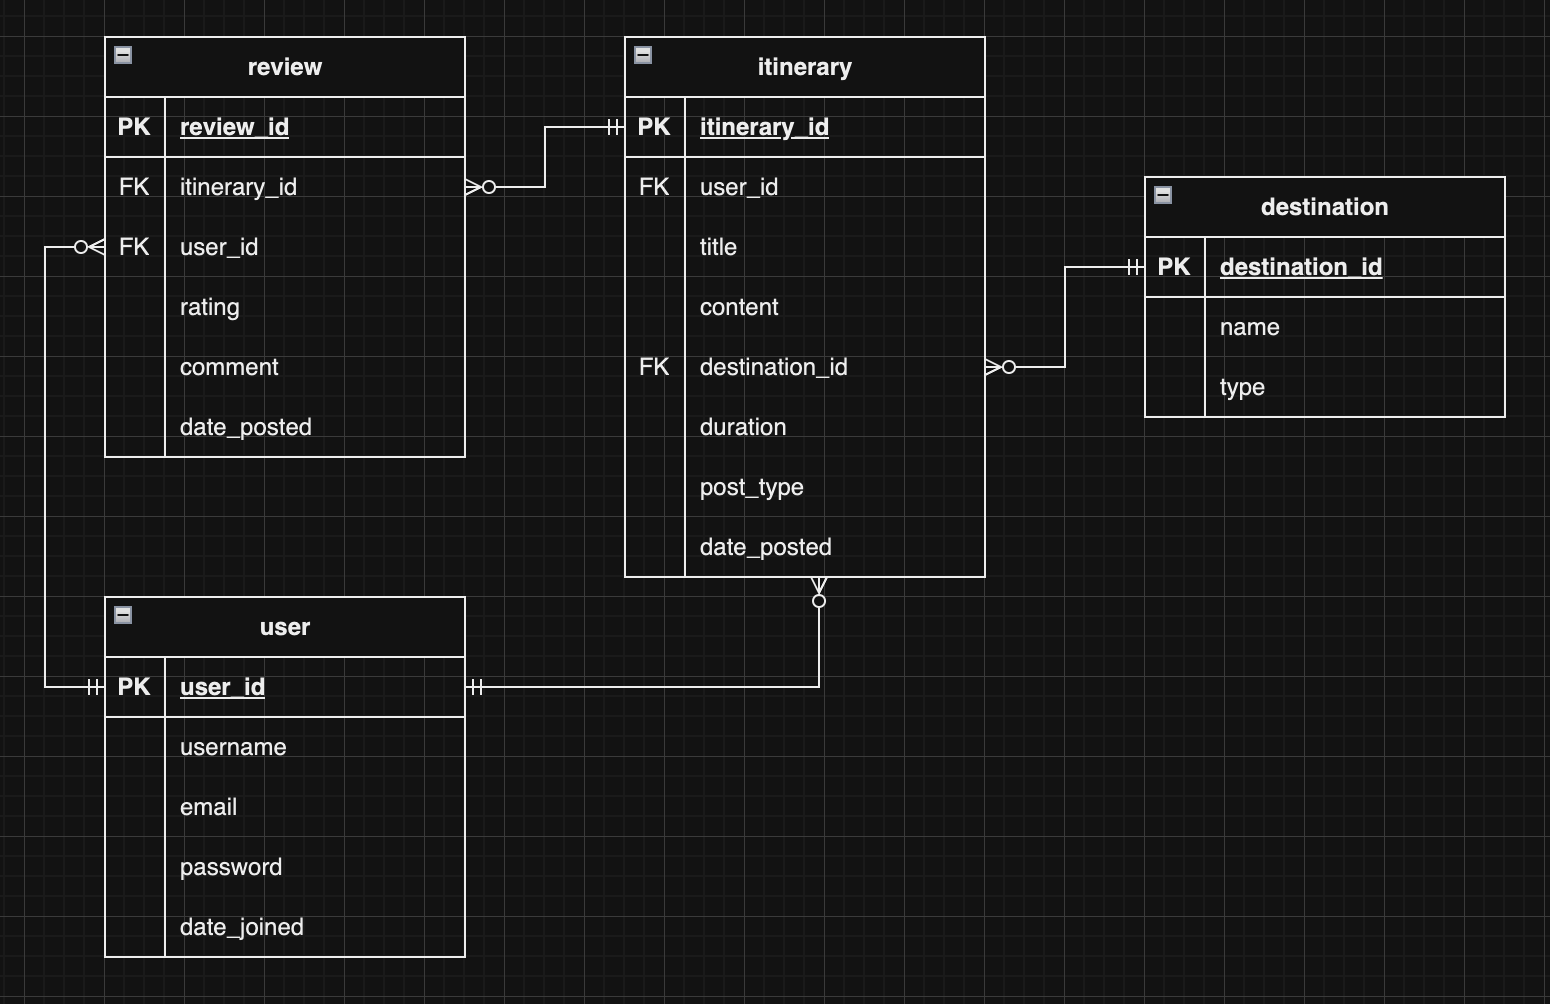 review
PK review_id
FK itinerary_id
FK user_id
rating
comment
date_posted
itinerary
PK itinerary_id
FK user_id
title
content
FK destination_id
duration
post_type
date_posted
destination
PK destination_id
name
type
user
PK user_id
username
email
password
date_joined